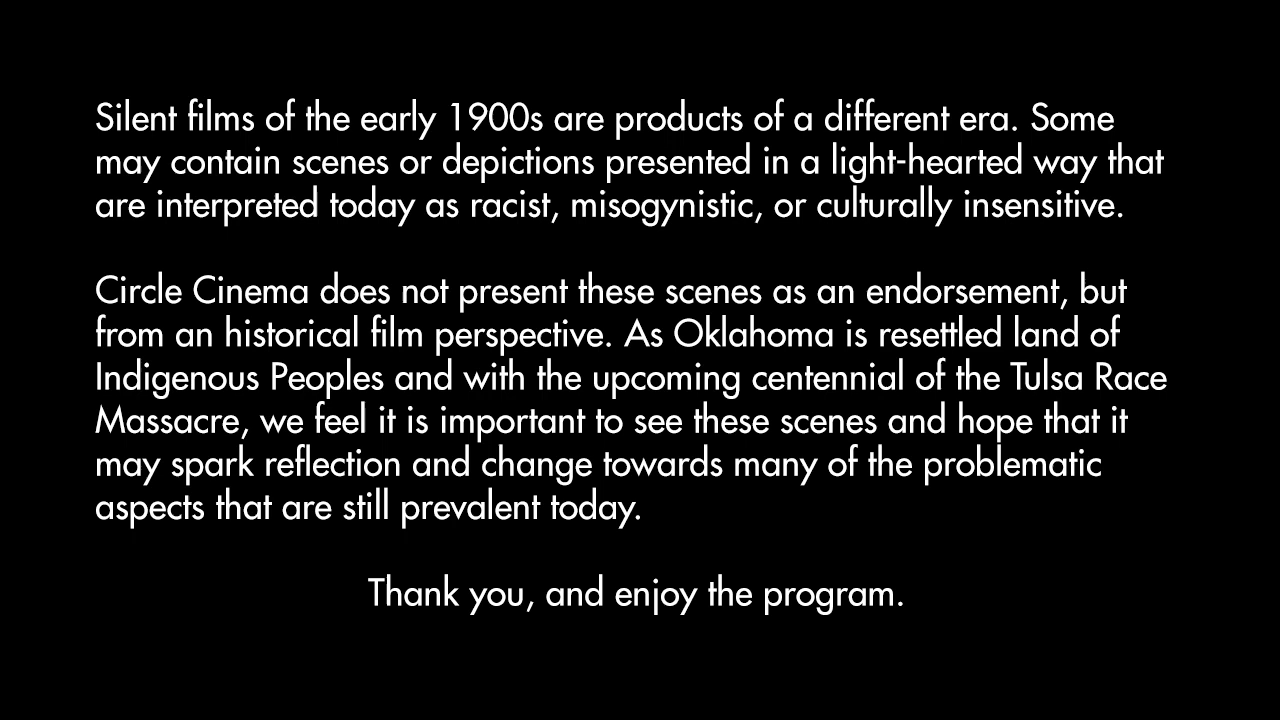 Silent films of the early 1900s are products of a different era. Some
may contain scenes or depictions presented in a light-hearted way that
are interpreted today as racist, misogynistic, or culturally insensitive.
Circle Cinema does not present these scenes as an endorsement, but
from an historical film perspective. As Oklahoma is resettled land of
Indigenous Peoples and with the upcoming centennial of the Tulsa Race
Massacre, we feel it is important to see these scenes and hope that it
may spark reflection and change towards many of the problematic
aspects that are still prevalent today.
Thank you, and enjoy the program.